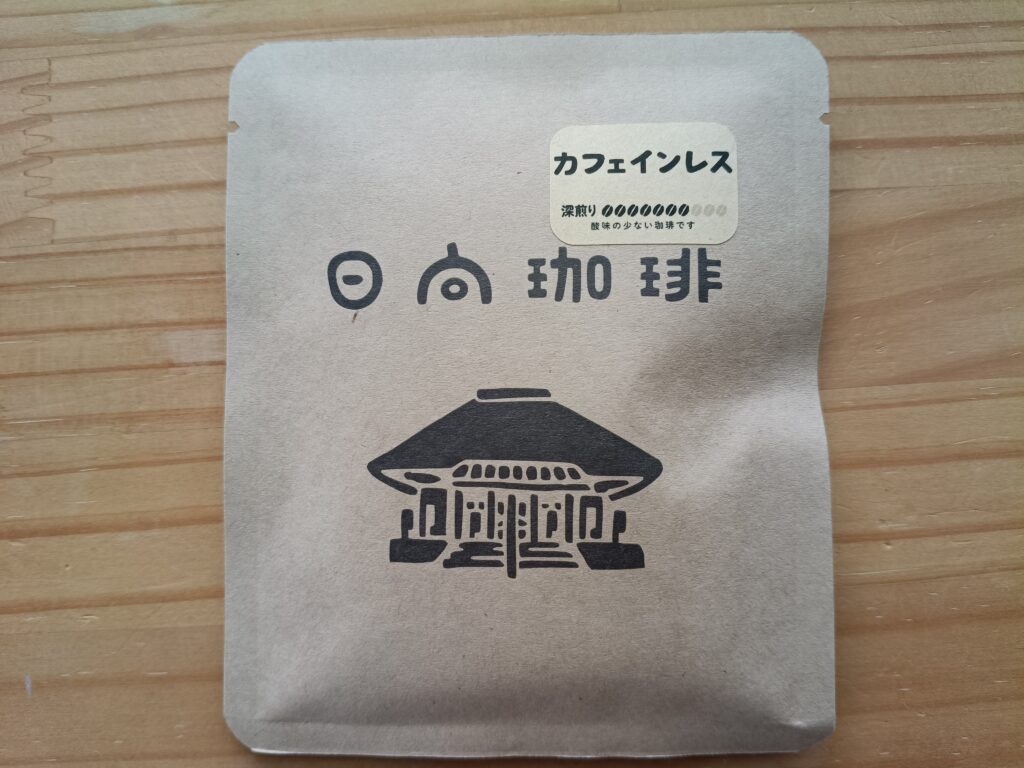 カフェインレス
深煎り
酸味の少ない珈琲です
日向珈琲